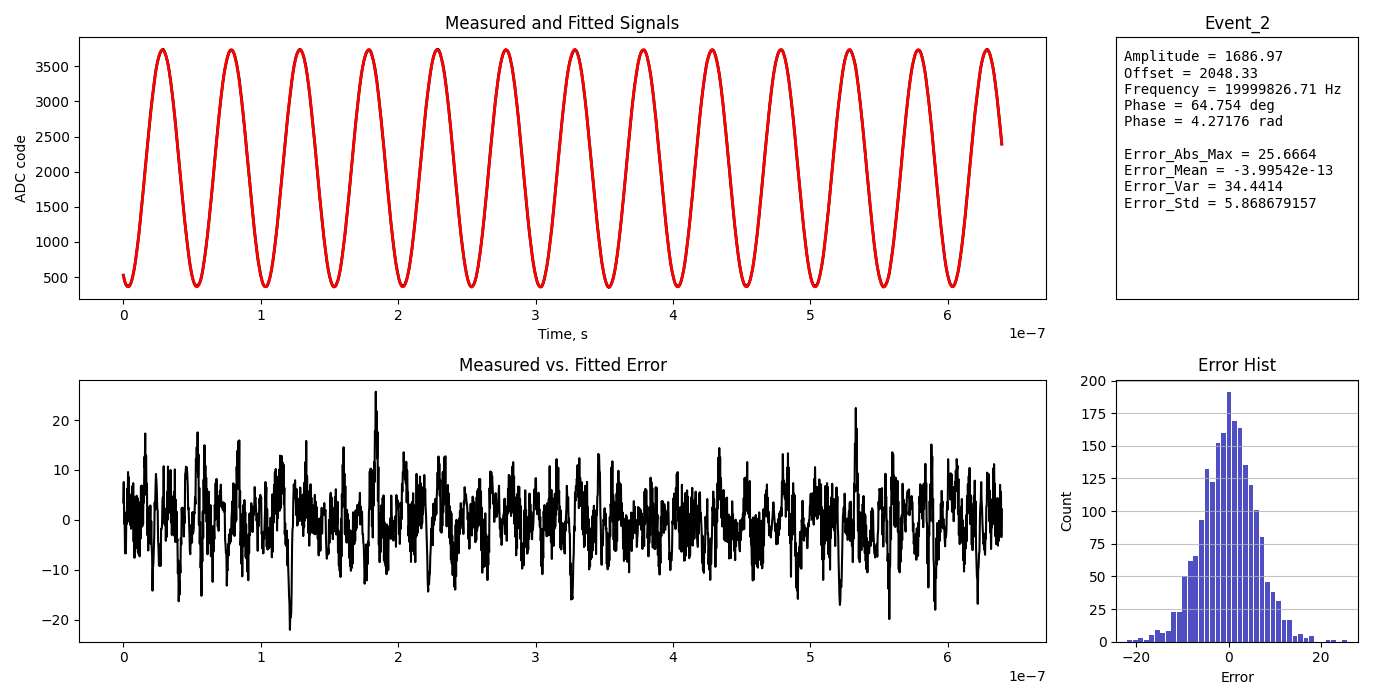 Measured and Fitted Signals
ADC code
3500
3000
2500
2000
1500
1000
500
0 1 2 3 4 5 6
Time, s
1e−7
Event_2
Amplitude = 1686.97
Offset = 2048.33
Frequency = 19999826.71 Hz
Phase = 64.754 deg
Phase = 4.27176 rad
Error_Abs_Max = 25.6664
Error_Mean = -3.99542e-13
Error_Var = 34.4414
Error_Std = 5.868679157
Measured vs. Fitted Error
20
10
0
−10
−20
0 1 2 3 4 5 6
1e−7
Error Hist
Count
200
175
150
125
100
75
50
25
0
−20 0 20
Error